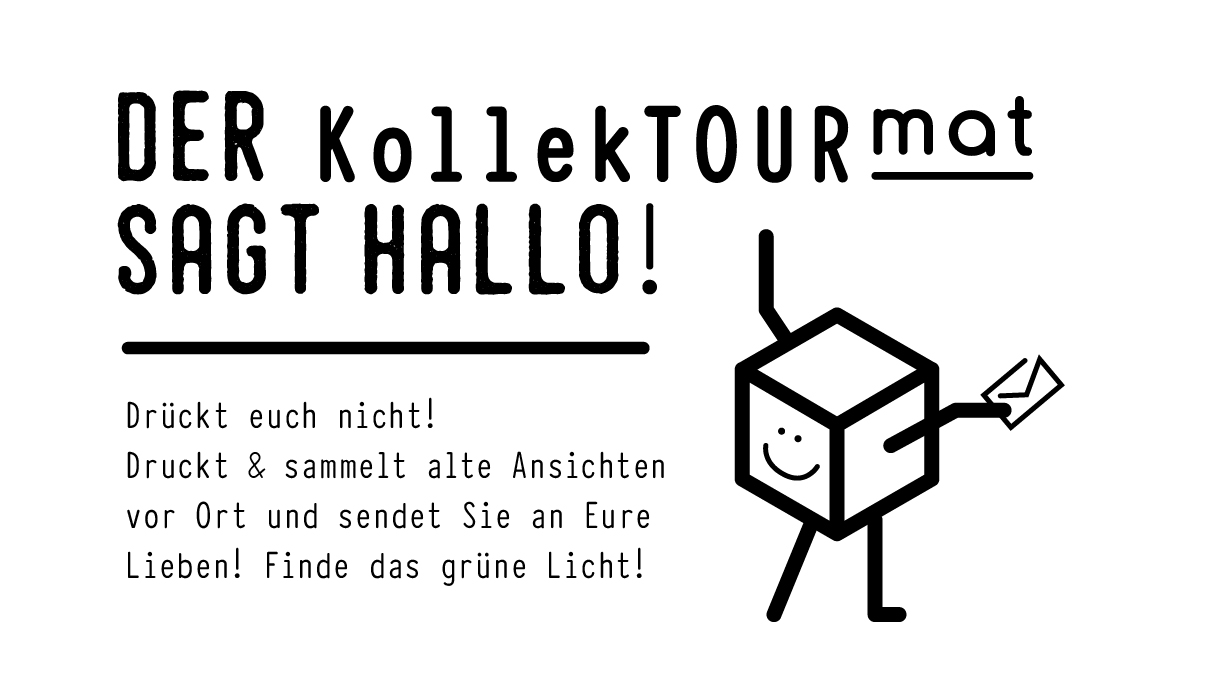 DER KollekTOURmat
SAGT HALLO!
Drückt euch nicht!
Druckt & sammelt alte Ansichten
vor Ort und sendet Sie an Eure
Lieben! Finde das grüne Licht!